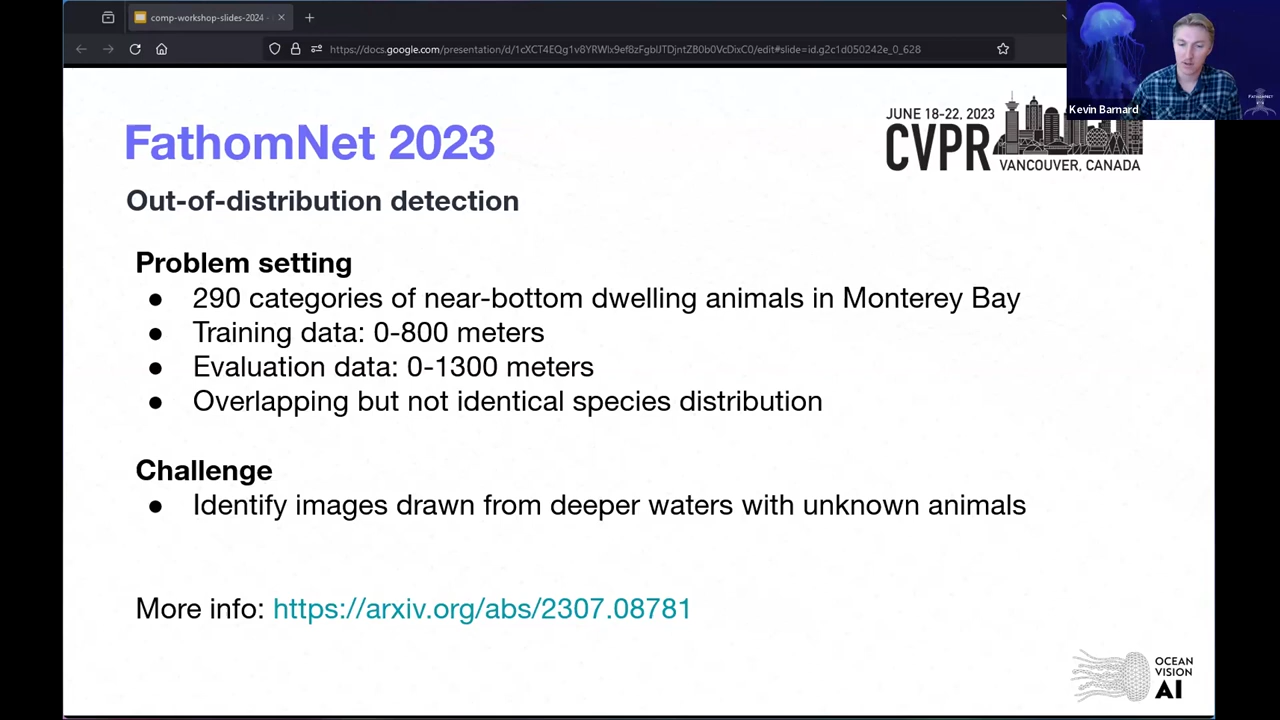 comp-workshop-slides-2024 -
https://docs.google.com/presentation/d/1cXCT4EQg1v8YRWlx9ef8zFgblJTDjntZB0b0VcDixC0/edit#slide=id.g2c1d050242e_0_628
Kevin Barnard
FATHOMNET
JUNE 18-22, 2023
CVPR
VANCOUVER, CANADA
FathomNet 2023
Out-of-distribution detection
Problem setting
● 290 categories of near-bottom dwelling animals in Monterey Bay
● Training data: 0-800 meters
● Evaluation data: 0-1300 meters
● Overlapping but not identical species distribution
Challenge
● Identify images drawn from deeper waters with unknown animals
More info: https://arxiv.org/abs/2307.08781
OCEAN
VISION
AI